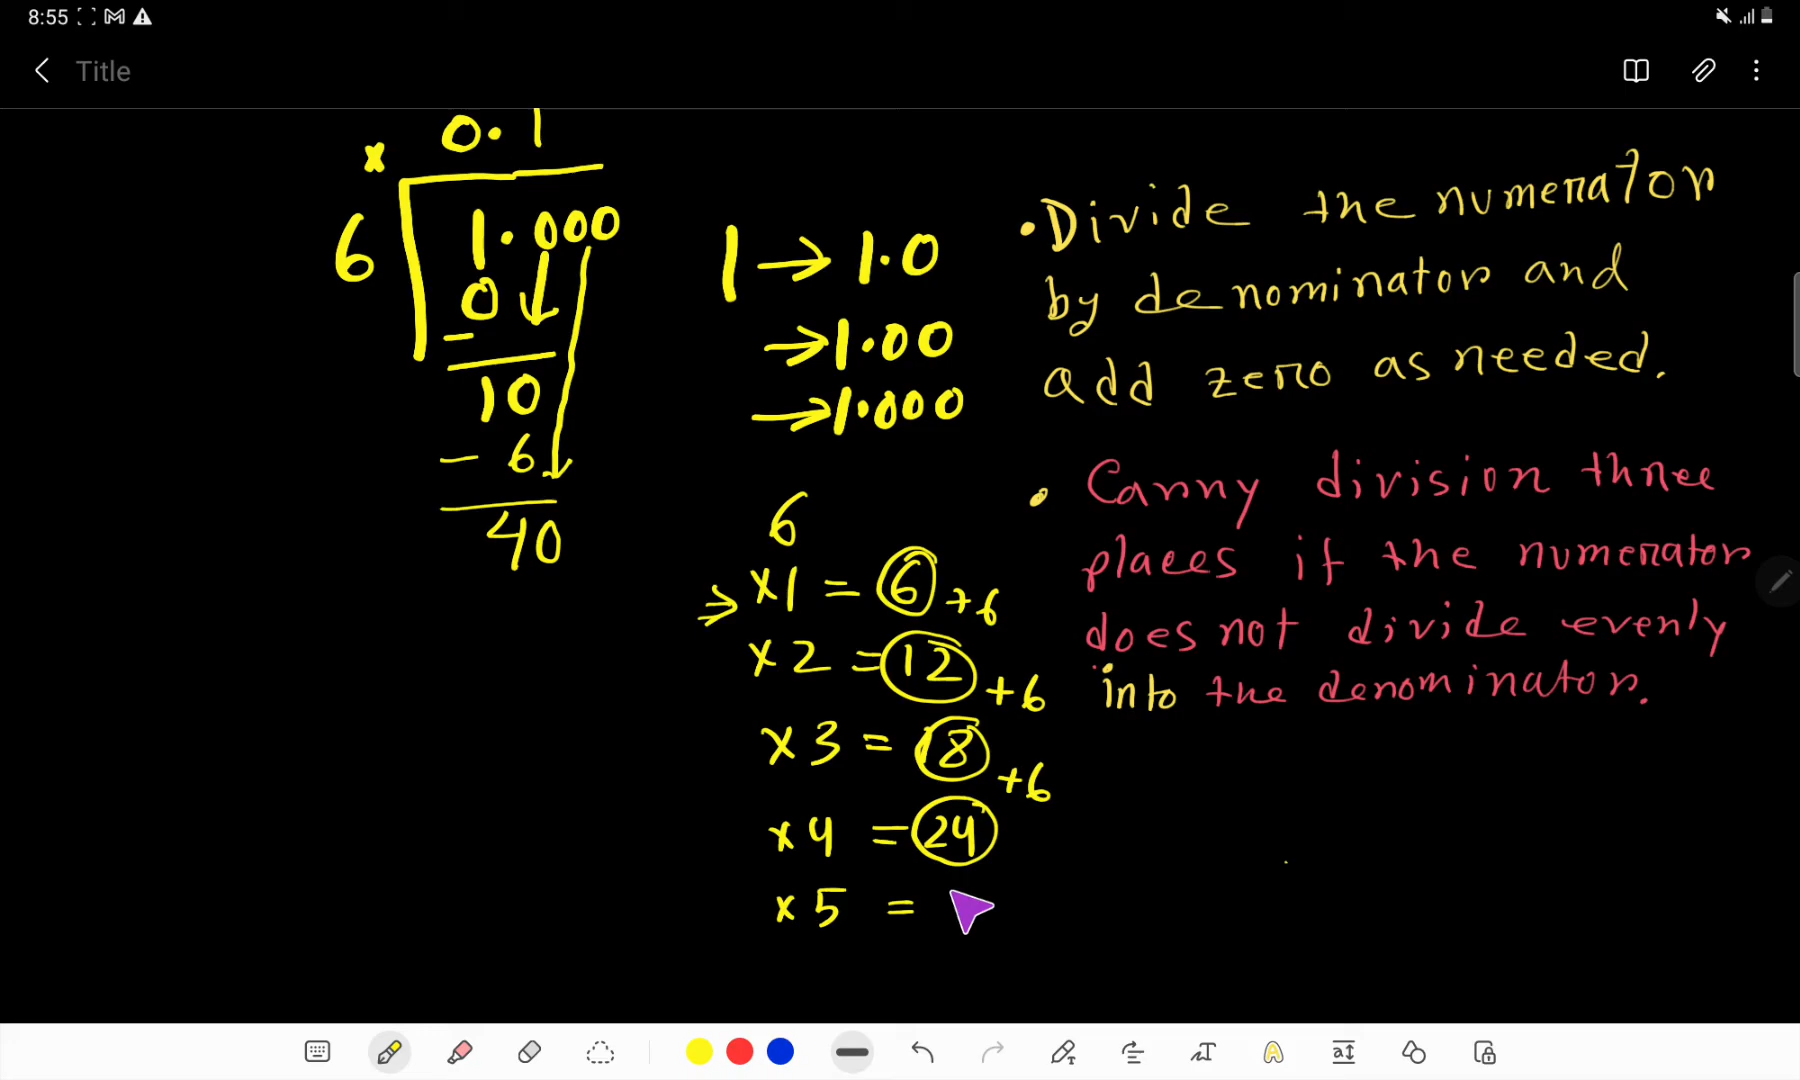 8:55
Title
0.1
x
6 1.000
0
-
10
- 6
40
1 → 1.0
→ 1.00
→ 1.000
6
⇒ x1 = 6 +6
x2 = 12 +6
x3 = 18 +6
x4 = 24
x5 =
• Divide the numerator
by denominator and
add zero as needed.
• Carry division three
places if the numerator
does not divide evenly
into the denominator.